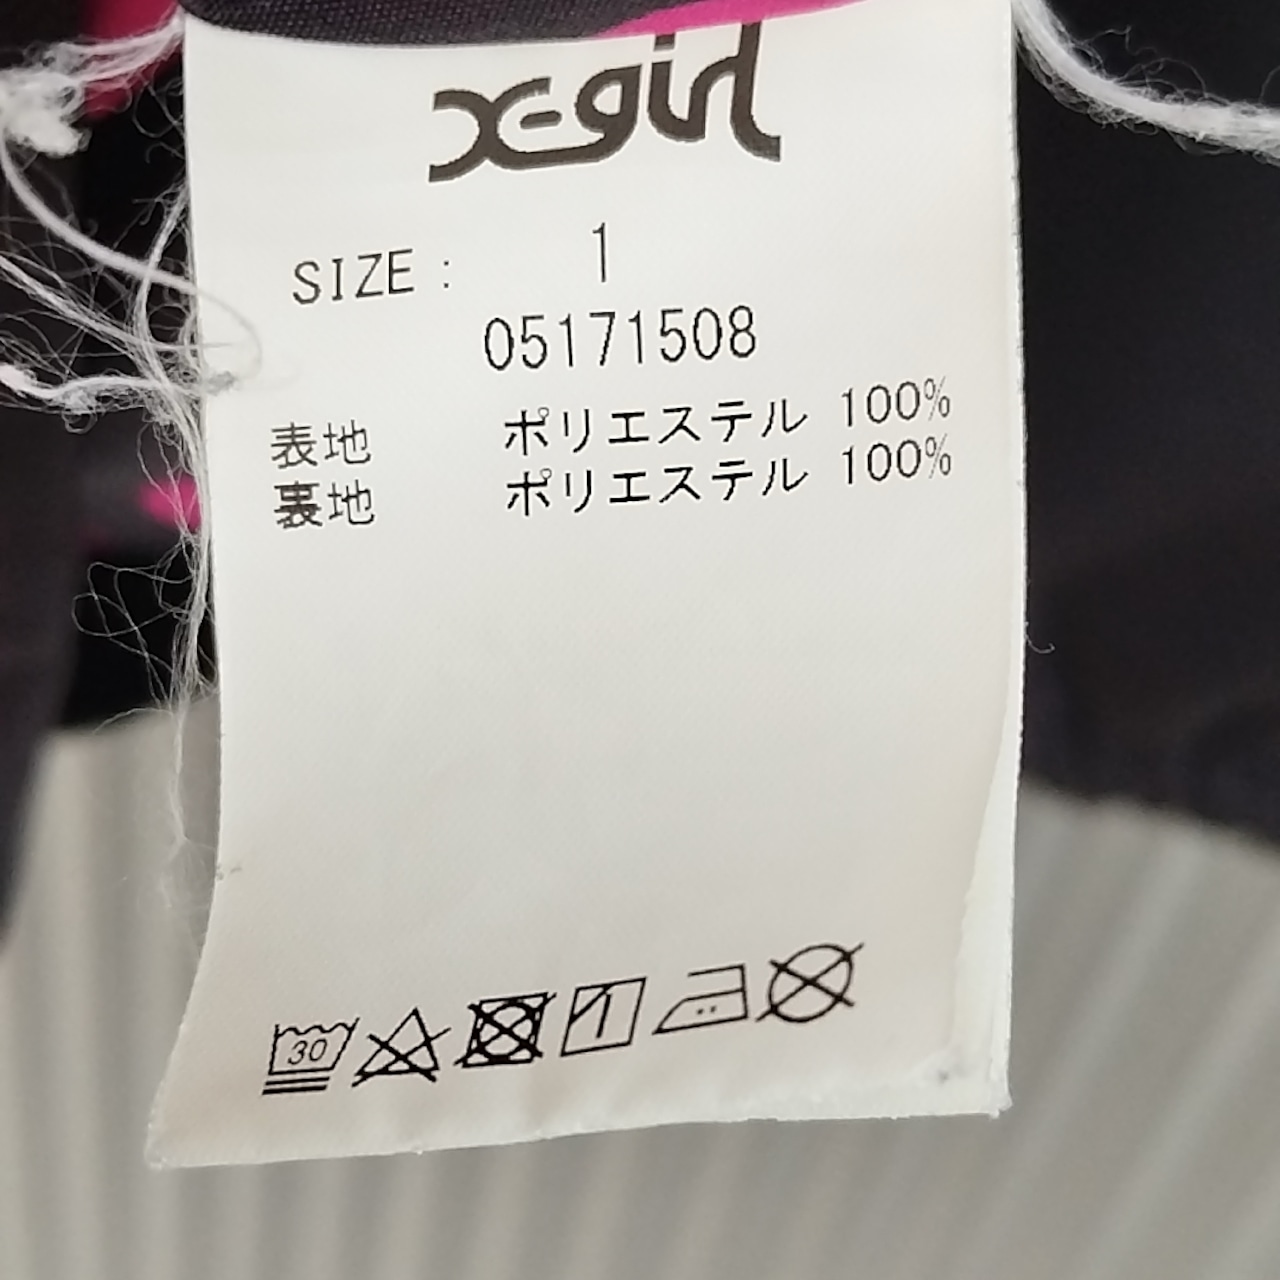 X-girl
SIZE : 1
05171508
表地 ポリエステル 100%
裏地 ポリエステル 100%
30